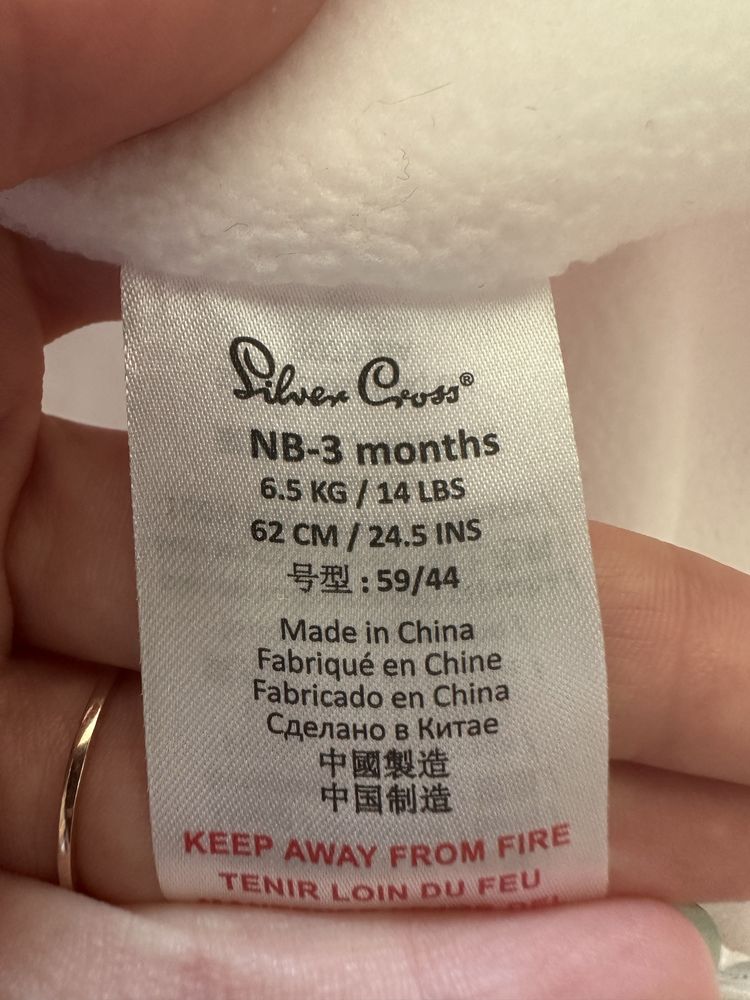 Silver Cross®
NB-3 months
6.5 KG / 14 LBS
62 CM / 24.5 INS
号型 : 59/44
Made in China
Fabriqué en Chine
Fabricado en China
Сделано в Китае
中國製造
中国制造
KEEP AWAY FROM FIRE
TENIR LOIN DU FEU